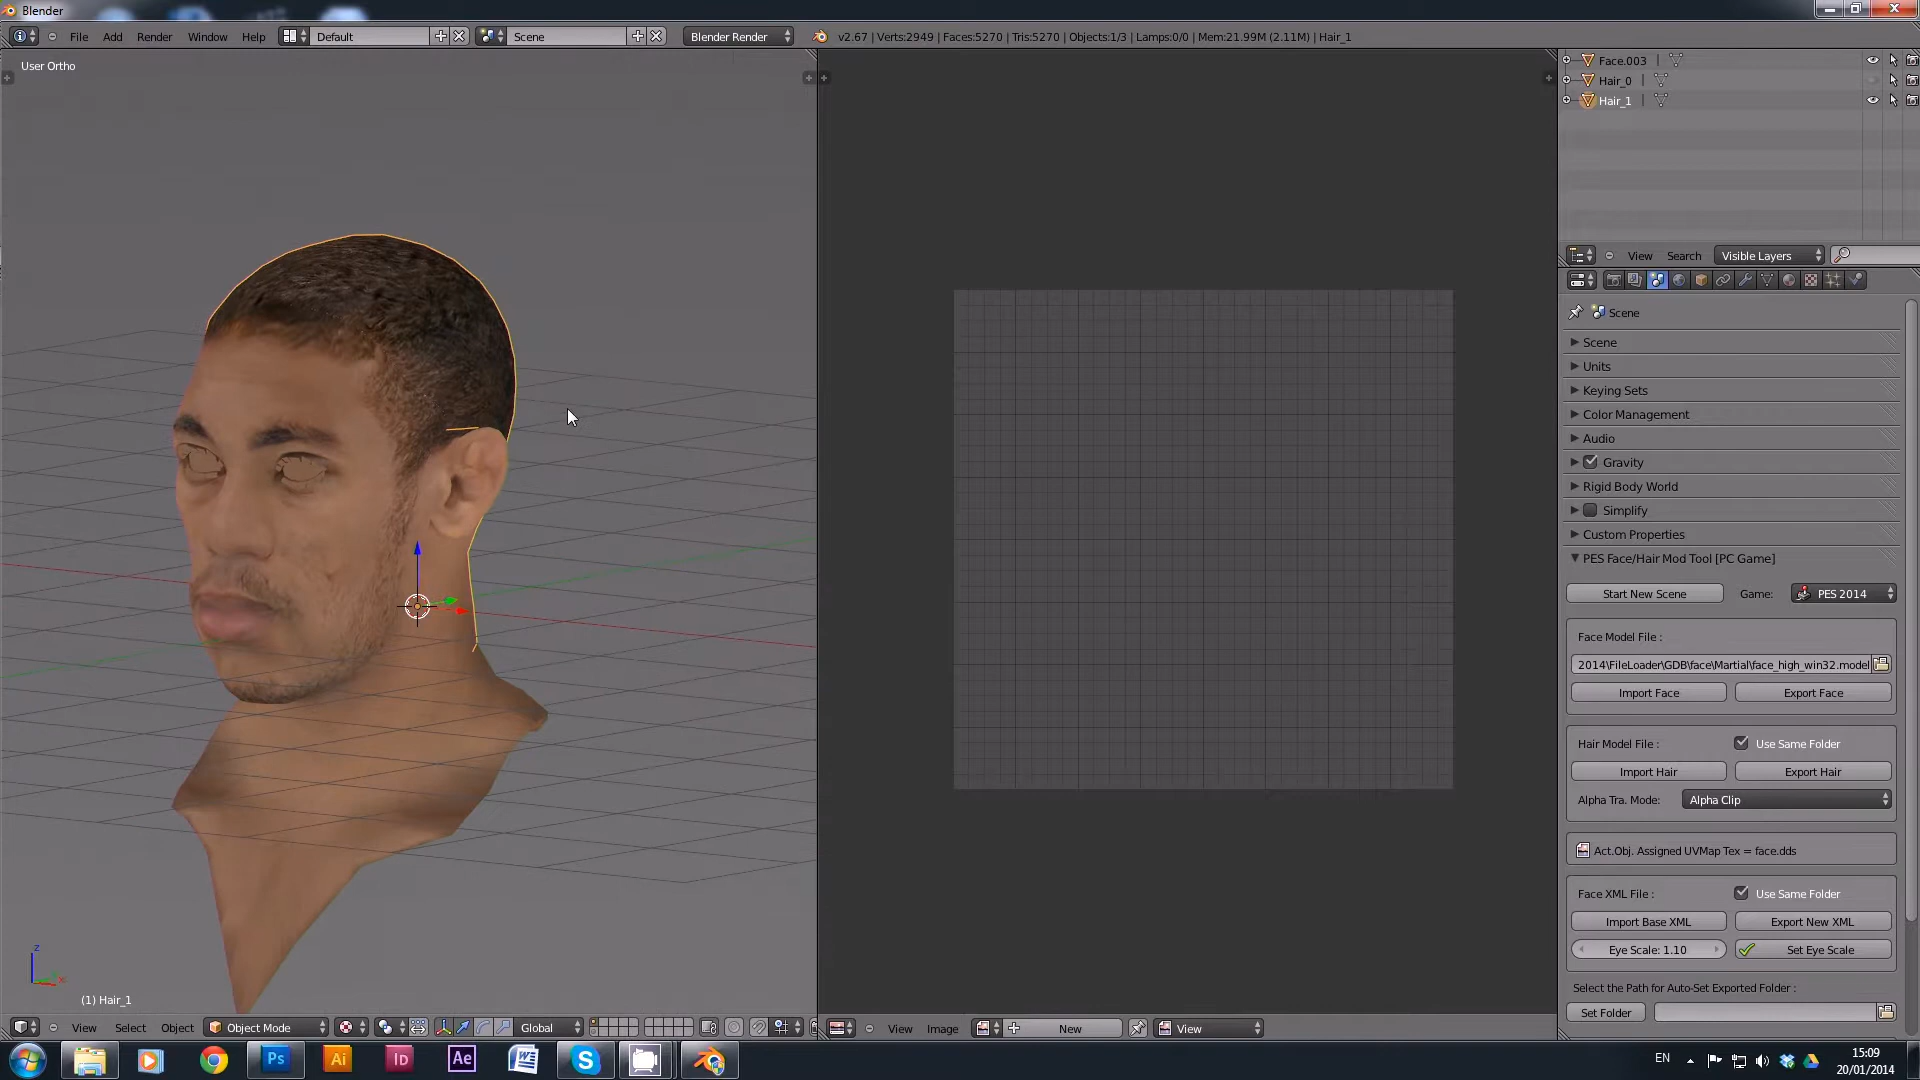 Blender
File Add Render Window Help Default Scene Blender Render v2.67 | Verts:2949 | Faces:5270 | Tris:5270 | Objects:1/3 | Lamps:0/0 | Mem:21.99M (2.11M) | Hair_1
User Ortho
(1) Hair_1
z
x
View Select Object Object Mode Global
View Image New View
Face.003
Hair_0
Hair_1
View Search Visible Layers
Scene
Scene
Units
Keying Sets
Color Management
Audio
Gravity
Rigid Body World
Simplify
Custom Properties
PES Face/Hair Mod Tool [PC Game]
Start New Scene Game: PES 2014
Face Model File :
2014\FileLoader\GDB\face\Martial\face_high_win32.model
Import Face Export Face
Hair Model File : Use Same Folder
Import Hair Export Hair
Alpha Tra. Mode: Alpha Clip
Act.Obj. Assigned UVMap Tex = face.dds
Face XML File : Use Same Folder
Import Base XML Export New XML
Eye Scale: 1.10 Set Eye Scale
Select the Path for Auto-Set Exported Folder :
Set Folder
Ps Ai Id Ae W S
EN 15:09
20/01/2014